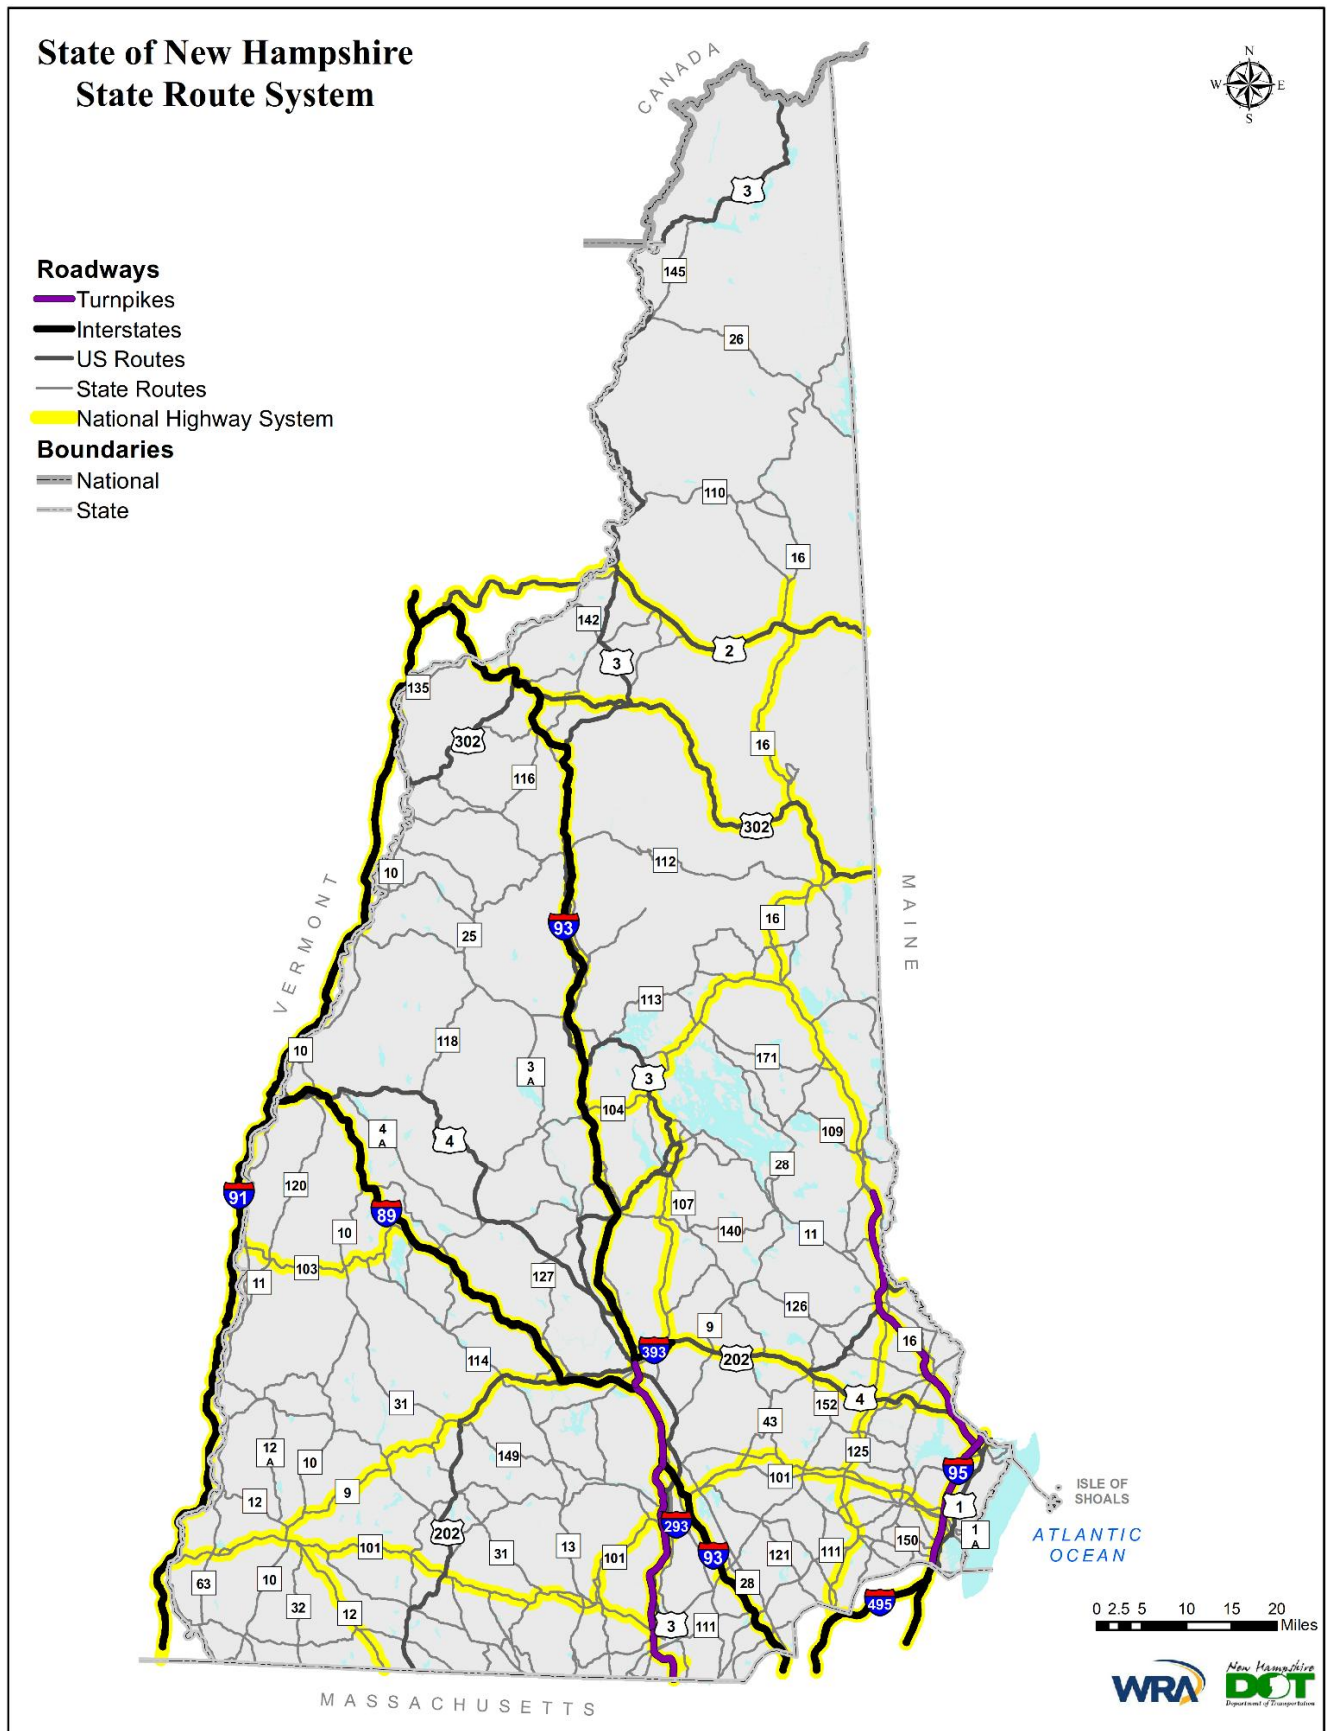 State of New Hampshire
State Route System
N
W E
S
CANADA
Roadways
Turnpikes
Interstates
US Routes
State Routes
National Highway System
Boundaries
National
State
3
145
26
110
16
142
2
3
135
302
16
116
302
112
10
16
93
25
MAINE
VERMONT
113
118
10
171
3
A
3
104
109
4
A
4
28
120
91
107
89
10
140
11
103
127
11
126
9
16
393
202
114
4
31
152
43
12
A
10
149
125
95
101
ISLE OF
SHOALS
9
12
1
293
1
A
ATLANTIC
OCEAN
202
101
150
31
13
101
93
121
111
63
10
28
32
12
495
3
111
0 2.5 5 10 15 20
Miles
MASSACHUSETTS
WRA
New Hampshire
DOT
Department of Transportation